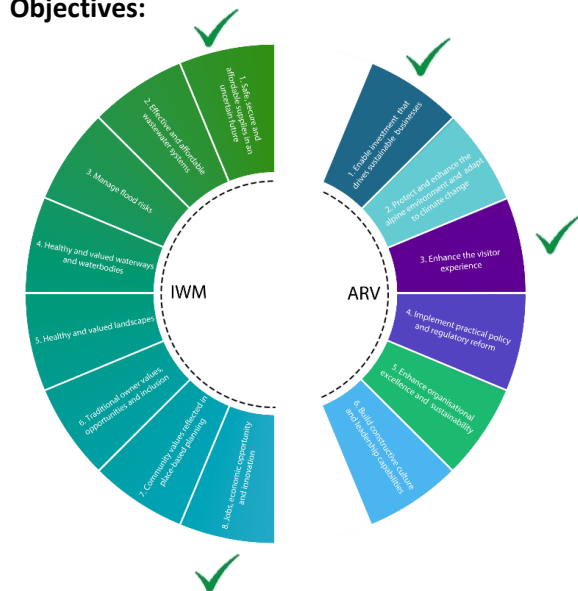 Objectives:
1. Safe, secure and
affordable supplies in an
uncertain future
2. Effective and affordable
wastewater systems
3. Manage flood risks
4. Healthy and valued waterways
and waterbodies
5. Healthy and valued landscapes
6. Traditional owner values,
opportunities and inclusion
7. Community values reflected in
place-based planning
8. Jobs, economic opportunity
and innovation
IWM
ARV
1. Enable investment that
drives sustainable businesses
2. Protect and enhance the
alpine environment and adapt
to climate change
3. Enhance the visitor
experience
4. Implement practical policy
and regulatory reform
5. Enhance organisational
excellence and sustainability
6. Build constructive culture
and leadership capabilities